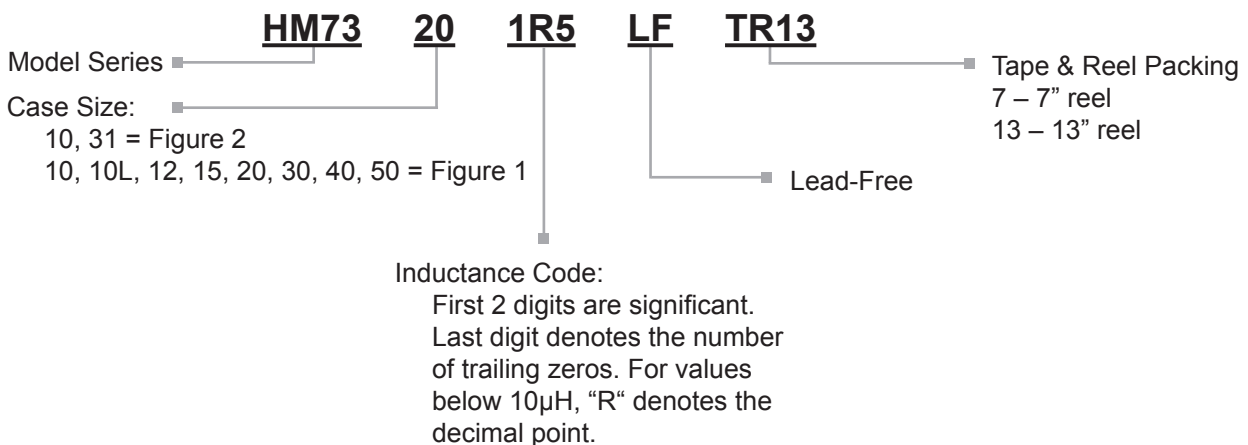 HM73 20 1R5 LF TR13
Model Series
Case Size:
10, 31 = Figure 2
10, 10L, 12, 15, 20, 30, 40, 50 = Figure 1
Tape & Reel Packing
7 – 7” reel
13 – 13” reel
Lead-Free
Inductance Code:
First 2 digits are significant.
Last digit denotes the number
of trailing zeros. For values
below 10µH, “R“ denotes the
decimal point.